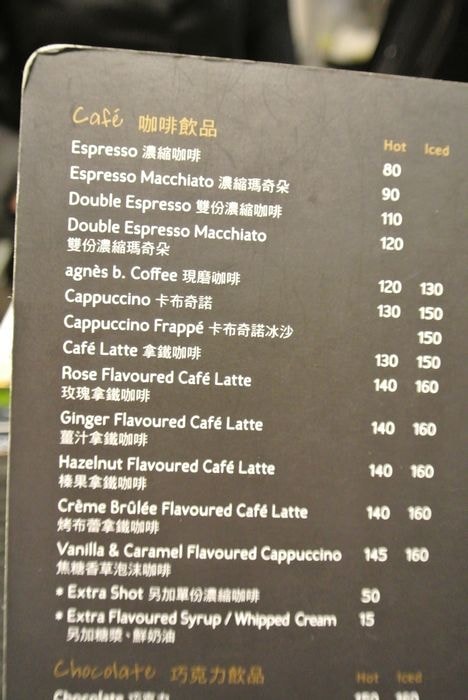 Café 咖啡飲品 Hot Iced
Espresso 濃縮咖啡 80
Espresso Macchiato 濃縮瑪奇朵 90
Double Espresso 雙份濃縮咖啡 110
Double Espresso Macchiato 120
雙份濃縮瑪奇朵
agnès b. Coffee 現磨咖啡 120 130
Cappuccino 卡布奇諾 130 150
Cappuccino Frappé 卡布奇諾冰沙 150
Café Latte 拿鐵咖啡 130 150
Rose Flavoured Café Latte 140 160
玫瑰拿鐵咖啡
Ginger Flavoured Café Latte 140 160
薑汁拿鐵咖啡
Hazelnut Flavoured Café Latte 140 160
榛果拿鐵咖啡
Crème Brûlée Flavoured Café Latte 140 160
烤布蕾拿鐵咖啡
Vanilla & Caramel Flavoured Cappuccino 145 160
焦糖香草泡沫咖啡
* Extra Shot 另加單份濃縮咖啡 50
* Extra Flavoured Syrup / Whipped Cream 15
另加糖漿、鮮奶油
Chocolate 巧克力飲品 Hot Iced
Chocolate 巧克力 150 160